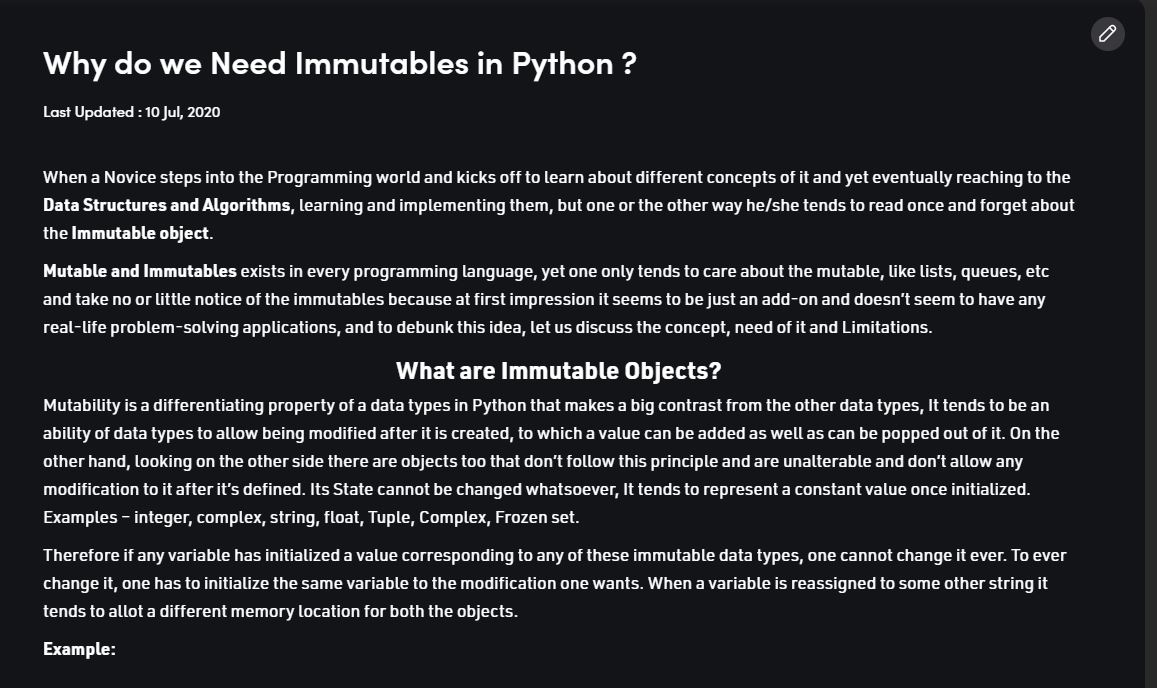 Why do we Need Immutables in Python ?
Last Updated : 10 Jul, 2020
When a Novice steps into the Programming world and kicks off to learn about different concepts of it and yet eventually reaching to the
Data Structures and Algorithms, learning and implementing them, but one or the other way he/she tends to read once and forget about
the Immutable object.
Mutable and Immutables exists in every programming language, yet one only tends to care about the mutable, like lists, queues, etc
and take no or little notice of the immutables because at first impression it seems to be just an add-on and doesn’t seem to have any
real-life problem-solving applications, and to debunk this idea, let us discuss the concept, need of it and Limitations.
What are Immutable Objects?
Mutability is a differentiating property of a data types in Python that makes a big contrast from the other data types, It tends to be an
ability of data types to allow being modified after it is created, to which a value can be added as well as can be popped out of it. On the
other hand, looking on the other side there are objects too that don’t follow this principle and are unalterable and don’t allow any
modification to it after it’s defined. Its State cannot be changed whatsoever, It tends to represent a constant value once initialized.
Examples – integer, complex, string, float, Tuple, Complex, Frozen set.
Therefore if any variable has initialized a value corresponding to any of these immutable data types, one cannot change it ever. To ever
change it, one has to initialize the same variable to the modification one wants. When a variable is reassigned to some other string it
tends to allot a different memory location for both the objects.
Example: